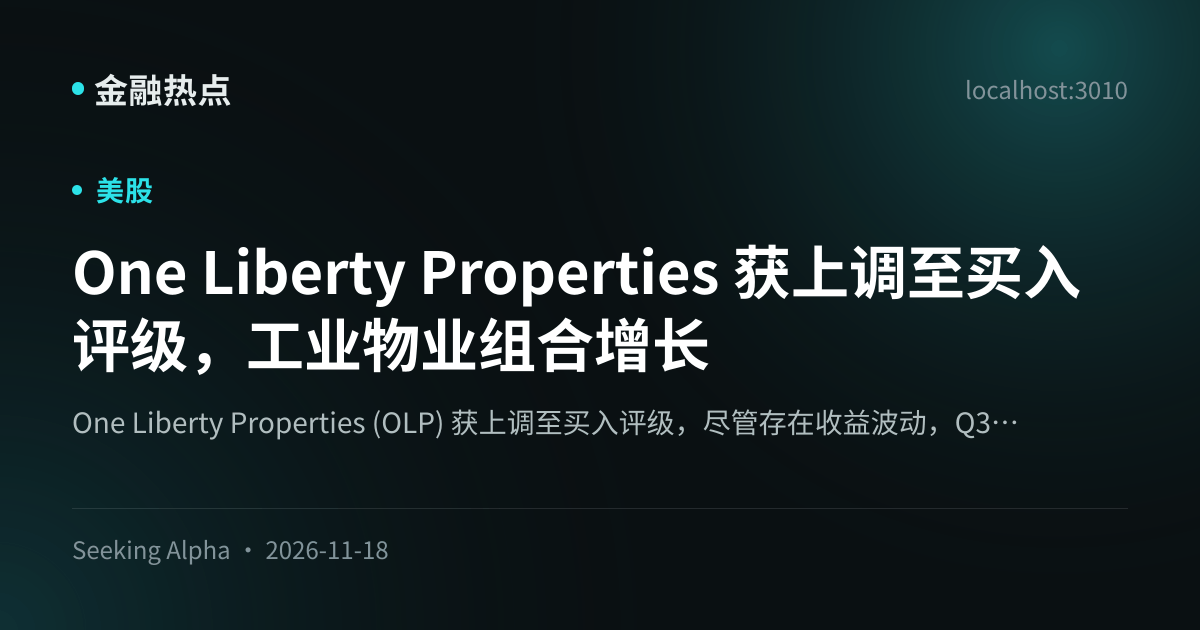 金融热点
localhost:3010
美股
One Liberty Properties 获上调至买入
评级，工业物业组合增长
One Liberty Properties (OLP) 获上调至买入评级，尽管存在收益波动，Q3…
Seeking Alpha · 2026-11-18